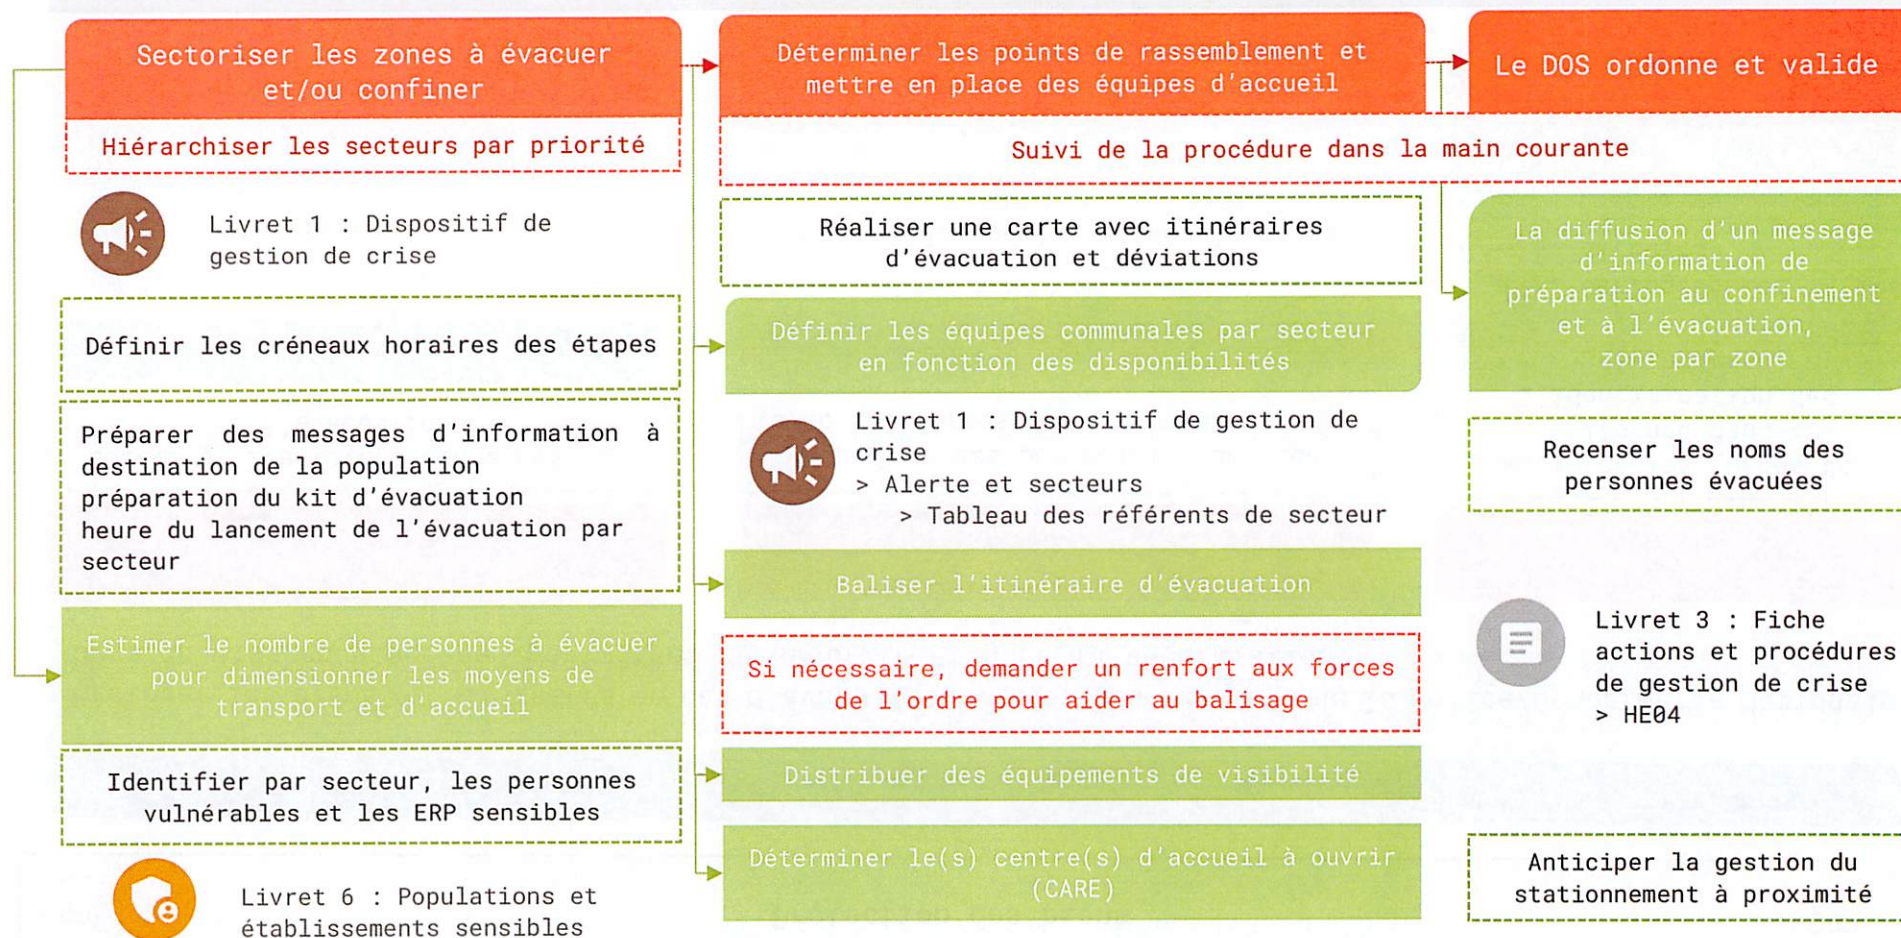 Sectoriser les zones à évacuer
et/ou confiner
Hiérarchiser les secteurs par priorité
Livret 1 : Dispositif de
gestion de crise
Définir les créneaux horaires des étapes
Préparer des messages d'information à
destination de la population
préparation du kit d'évacuation
heure du lancement de l'évacuation par
secteur
Estimer le nombre de personnes à évacuer
pour dimensionner les moyens de
transport et d'accueil
Identifier par secteur, les personnes
vulnérables et les ERP sensibles
Livret 6 : Populations et
établissements sensibles
Déterminer les points de rassemblement et
mettre en place des équipes d'accueil
Suivi de la procédure dans la main courante
Réaliser une carte avec itinéraires
d'évacuation et déviations
Définir les équipes communales par secteur
en fonction des disponibilités
Livret 1 : Dispositif de gestion de
crise
> Alerte et secteurs
> Tableau des référents de secteur
Baliser l'itinéraire d'évacuation
Si nécessaire, demander un renfort aux forces
de l'ordre pour aider au balisage
Distribuer des équipements de visibilité
Déterminer le(s) centre(s) d'accueil à ouvrir
(CARE)
Le DOS ordonne et valide
La diffusion d'un message
d'information de
préparation au confinement
et à l'évacuation,
zone par zone
Recenser les noms des
personnes évacuées
Livret 3 : Fiche
actions et procédures
de gestion de crise
> HE04
Anticiper la gestion du
stationnement à proximité